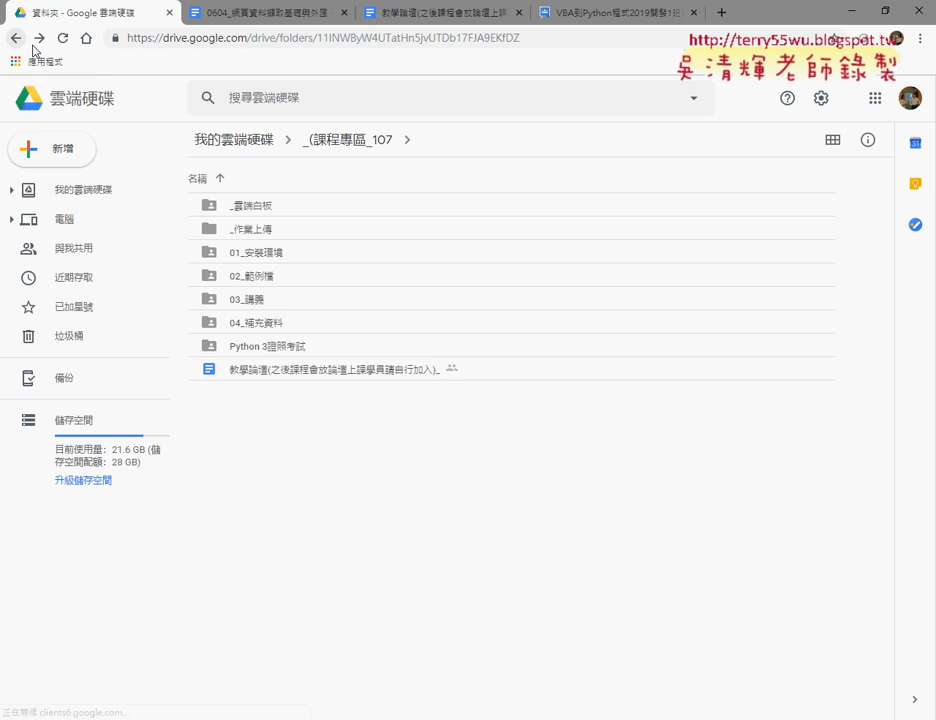 資料夾 - Google 雲端硬碟
0604_網頁資料擷取基礎與外匯
教學論壇(之後課程會放論壇上課
VBA到Python程式2019開發1班
https://drive.google.com/drive/folders/11INWByW4UTatHn5jvUTDb17FJA9EKfDZ
http://terry55wu.blogspot.tw
應用程式
吳清輝老師錄製
雲端硬碟
搜尋雲端硬碟
新增
我的雲端硬碟
_(課程專區_107
名稱
我的雲端硬碟
電腦
與我共用
近期存取
已加星號
垃圾桶
備份
儲存空間
目前使用量：21.6 GB (儲
存空間配額：28 GB)
升級儲存空間
_雲端白板
_作業上傳
01_安裝環境
02_範例檔
03_講義
04_補充資料
Python 3證照考試
教學論壇(之後課程會放論壇上課學員請自行加入)_
31
正在等候 clients6.google.com...